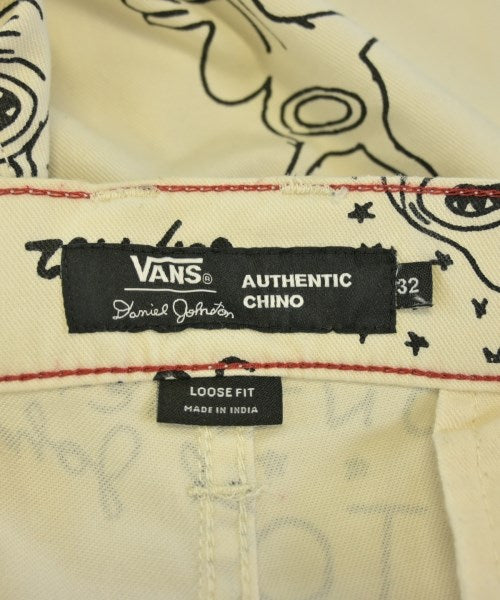 VANS®
Daniel Johnston
AUTHENTIC
CHINO
32
LOOSE FIT
MADE IN INDIA